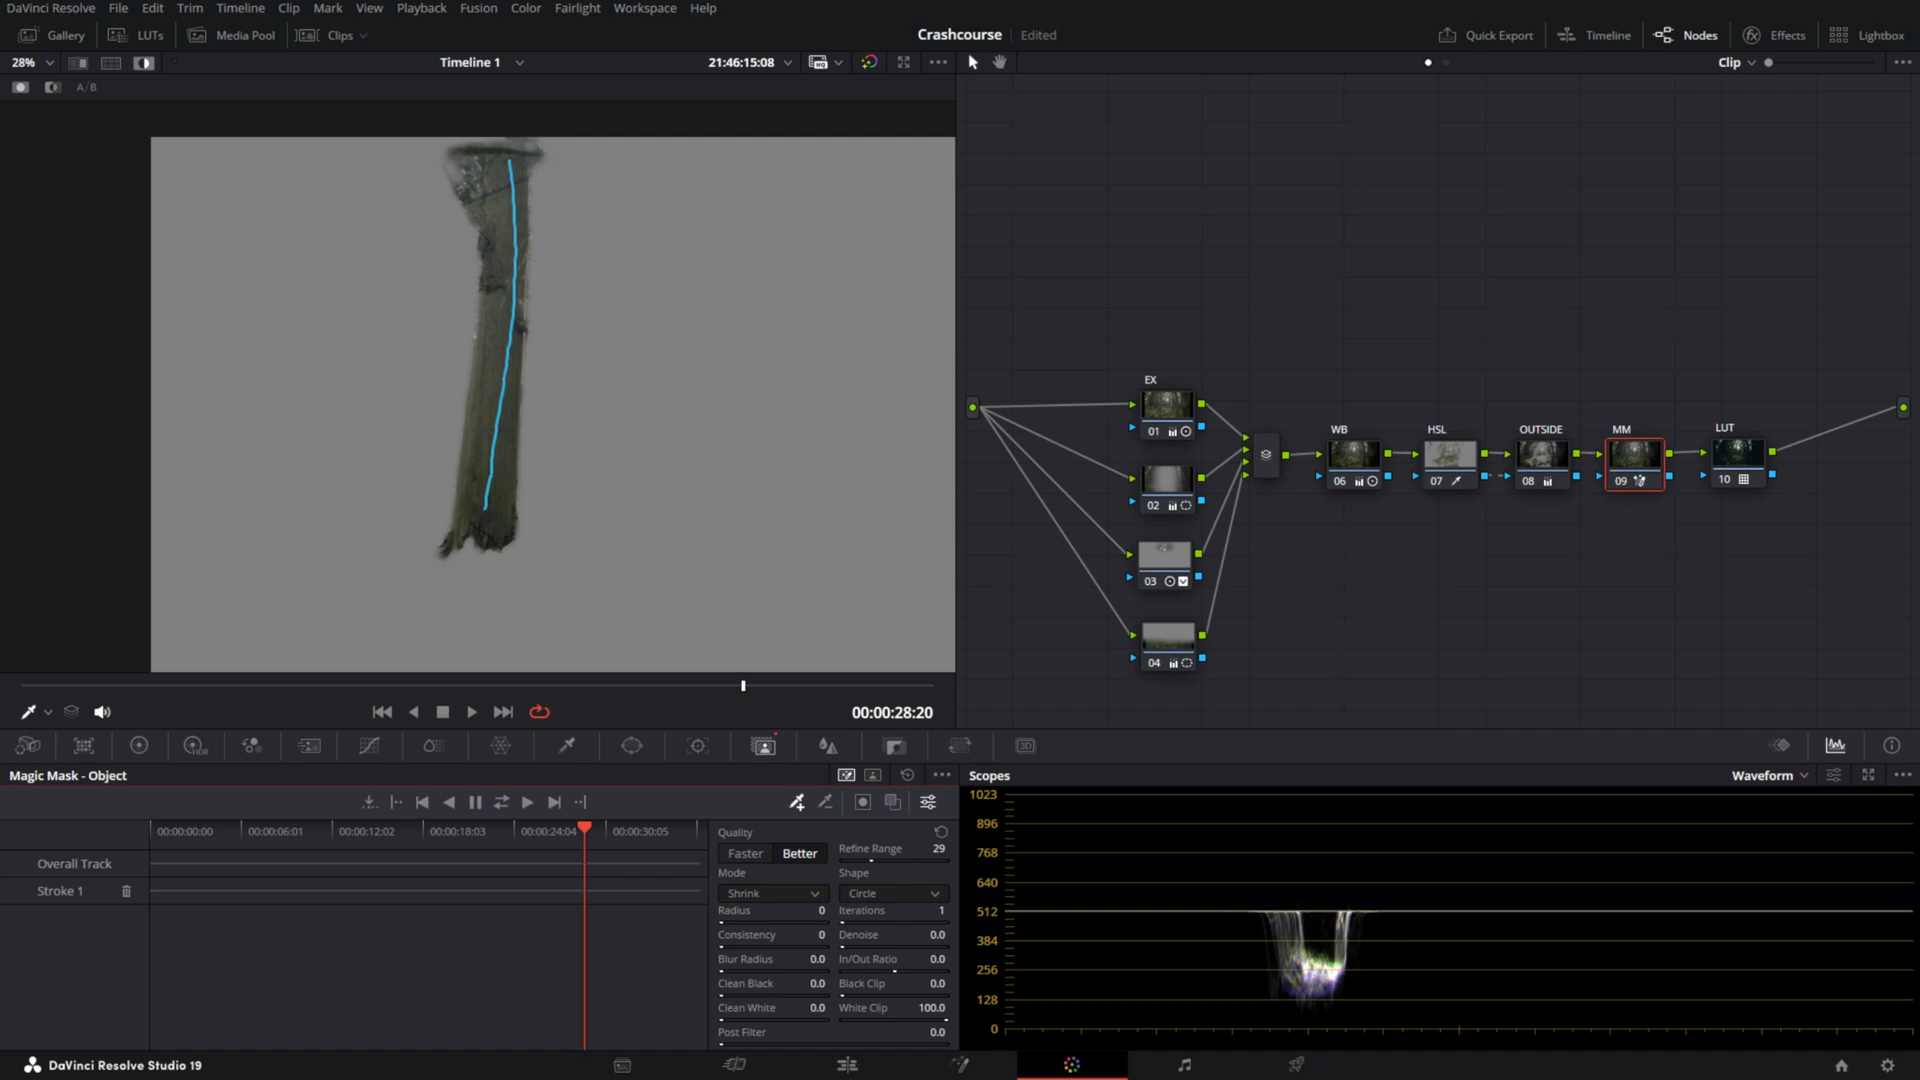 DaVinci Resolve File Edit Trim Timeline Clip Mark View Playback Fusion Color Fairlight Workspace Help
Gallery LUTs Media Pool Clips Crashcourse Edited Quick Export Timeline Nodes Effects Lightbox
28% Timeline 1 21:46:15:08 Clip
A/B
EX
01
02
03
04
WB
06
HSL
07
OUTSIDE
08
MM
09
LUT
10
00:00:28:20
HDR
3D
Magic Mask - Object
00:00:00:00 00:00:06:01 00:00:12:02 00:00:18:03 00:00:24:04 00:00:30:05
Overall Track
Stroke 1
Quality
Faster Better Refine Range 29
Mode Shape
Shrink Circle
Radius 0 Iterations 1
Consistency 0 Denoise 0.0
Blur Radius 0.0 In/Out Ratio 0.0
Clean Black 0.0 Black Clip 0.0
Clean White 0.0 White Clip 100.0
Post Filter 0.0
Scopes Waveform
1023
896
768
640
512
384
256
128
0
DaVinci Resolve Studio 19